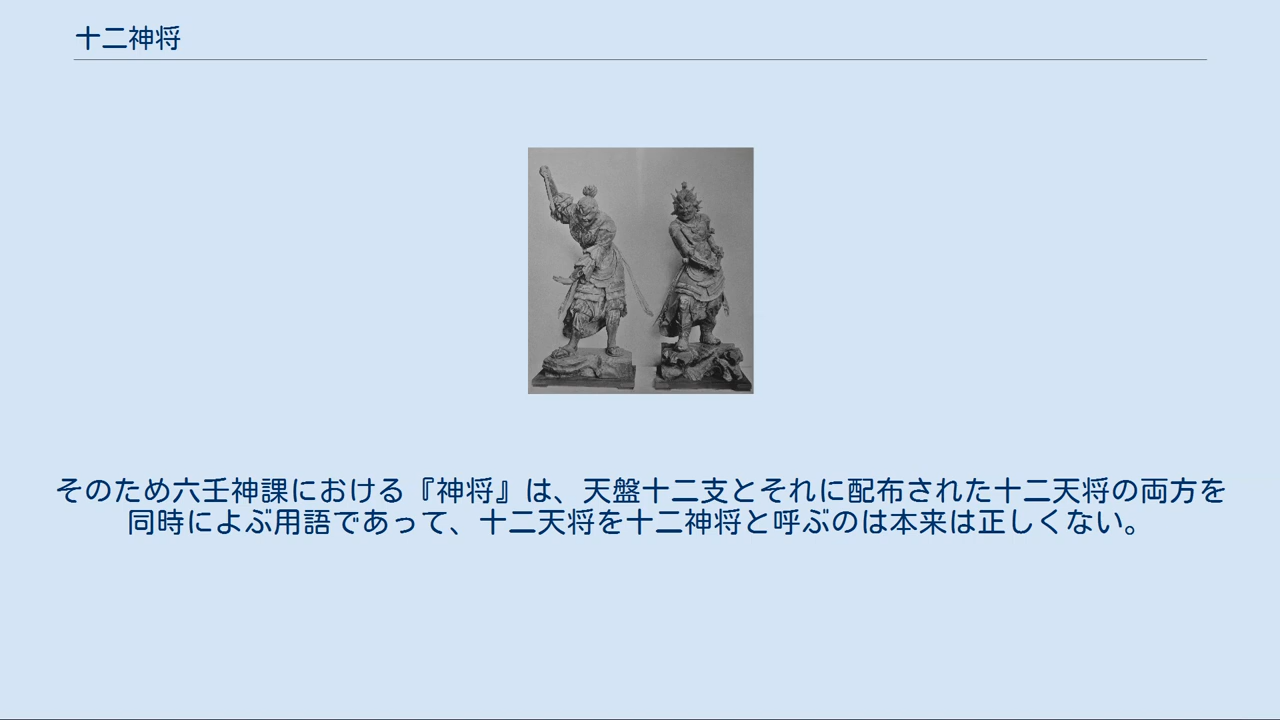 十二神将
そのため六壬神課における『神将』は、天盤十二支とそれに配布された十二天将の両方を
同時によぶ用語であって、十二天将を十二神将と呼ぶのは本来は正しくない。